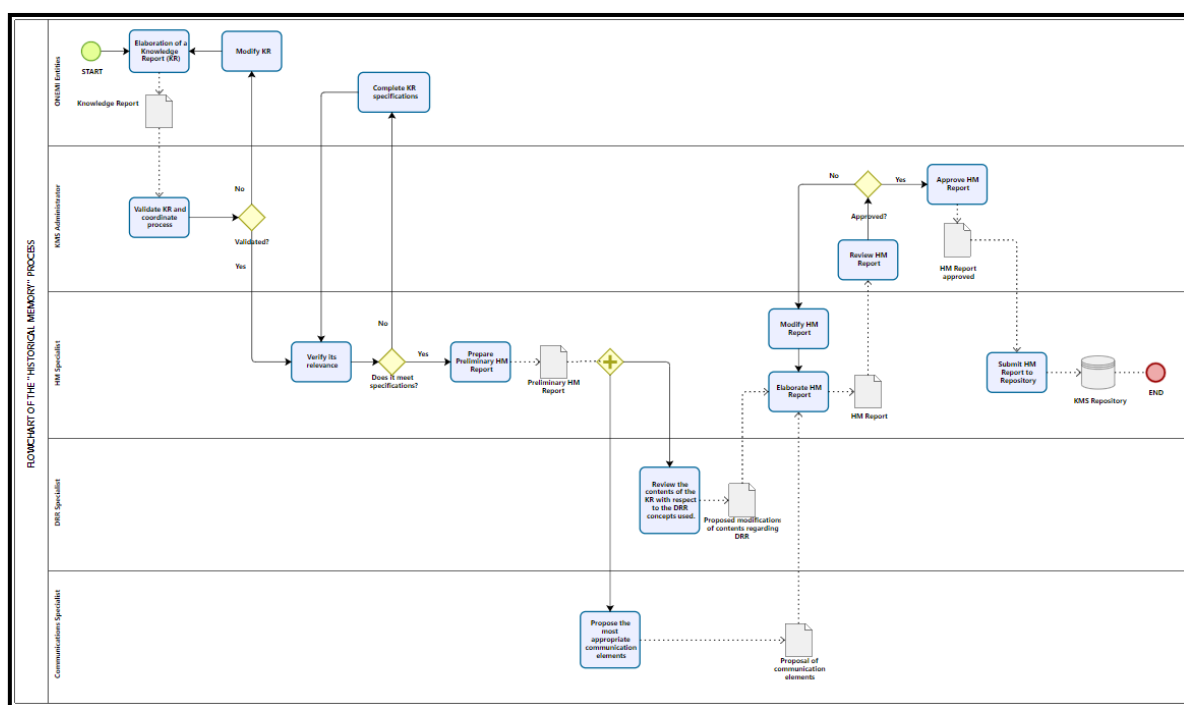 FLOWCHART OF THE "HISTORICAL MEMORY" PROCESS
ONEMI Entities
START
Elaboration of a
Knowledge
Report (KR)
Modify KR
Knowledge Report
Complete KR
specifications
KMS Administrator
Validate KR and
coordinate
process
No
Validated?
Yes
No
Approved?
Yes
Approve HM
Report
Review HM
Report
HM Report
approved
HM Specialist
Verify its
relevance
No
Does it meet
specifications?
Yes
Prepare
Preliminary HM
Report
Preliminary HM
Report
Modify HM
Report
Elaborate HM
Report
HM Report
Submit HM
Report to
Repository
KMS Repository
END
DRR Specialist
Review the
contents of the
KR with respect
to the DRR
concepts used.
Proposed modifications
of contents regarding
DRR
Communications Specialist
Propose the
most
appropriate
communication
elements
Proposal of
communication
elements